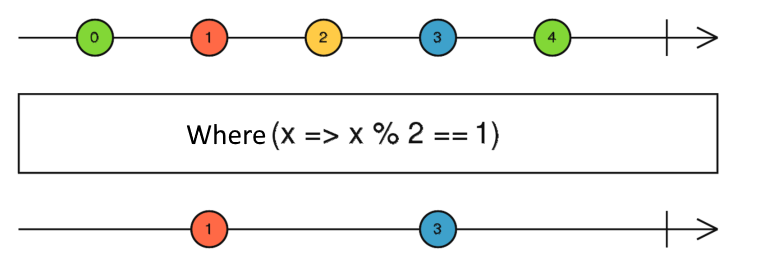 0 1 2 3 4
Where (x => x % 2 == 1)
1 3